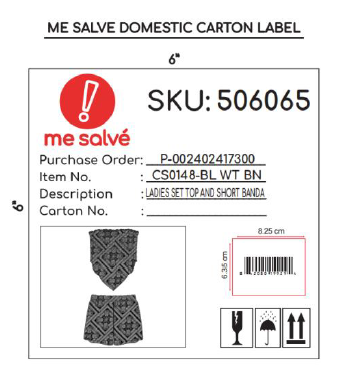 ME SALVE DOMESTIC CARTON LABEL
6"
SKU: 506065
me salvé
Purchase Order: P-002402417300
Item No. : CS0148-BL WT BN
Description : LADIES SET TOP AND SHORT BANDA
Carton No. :
6"
8.25 cm
6.35 cm